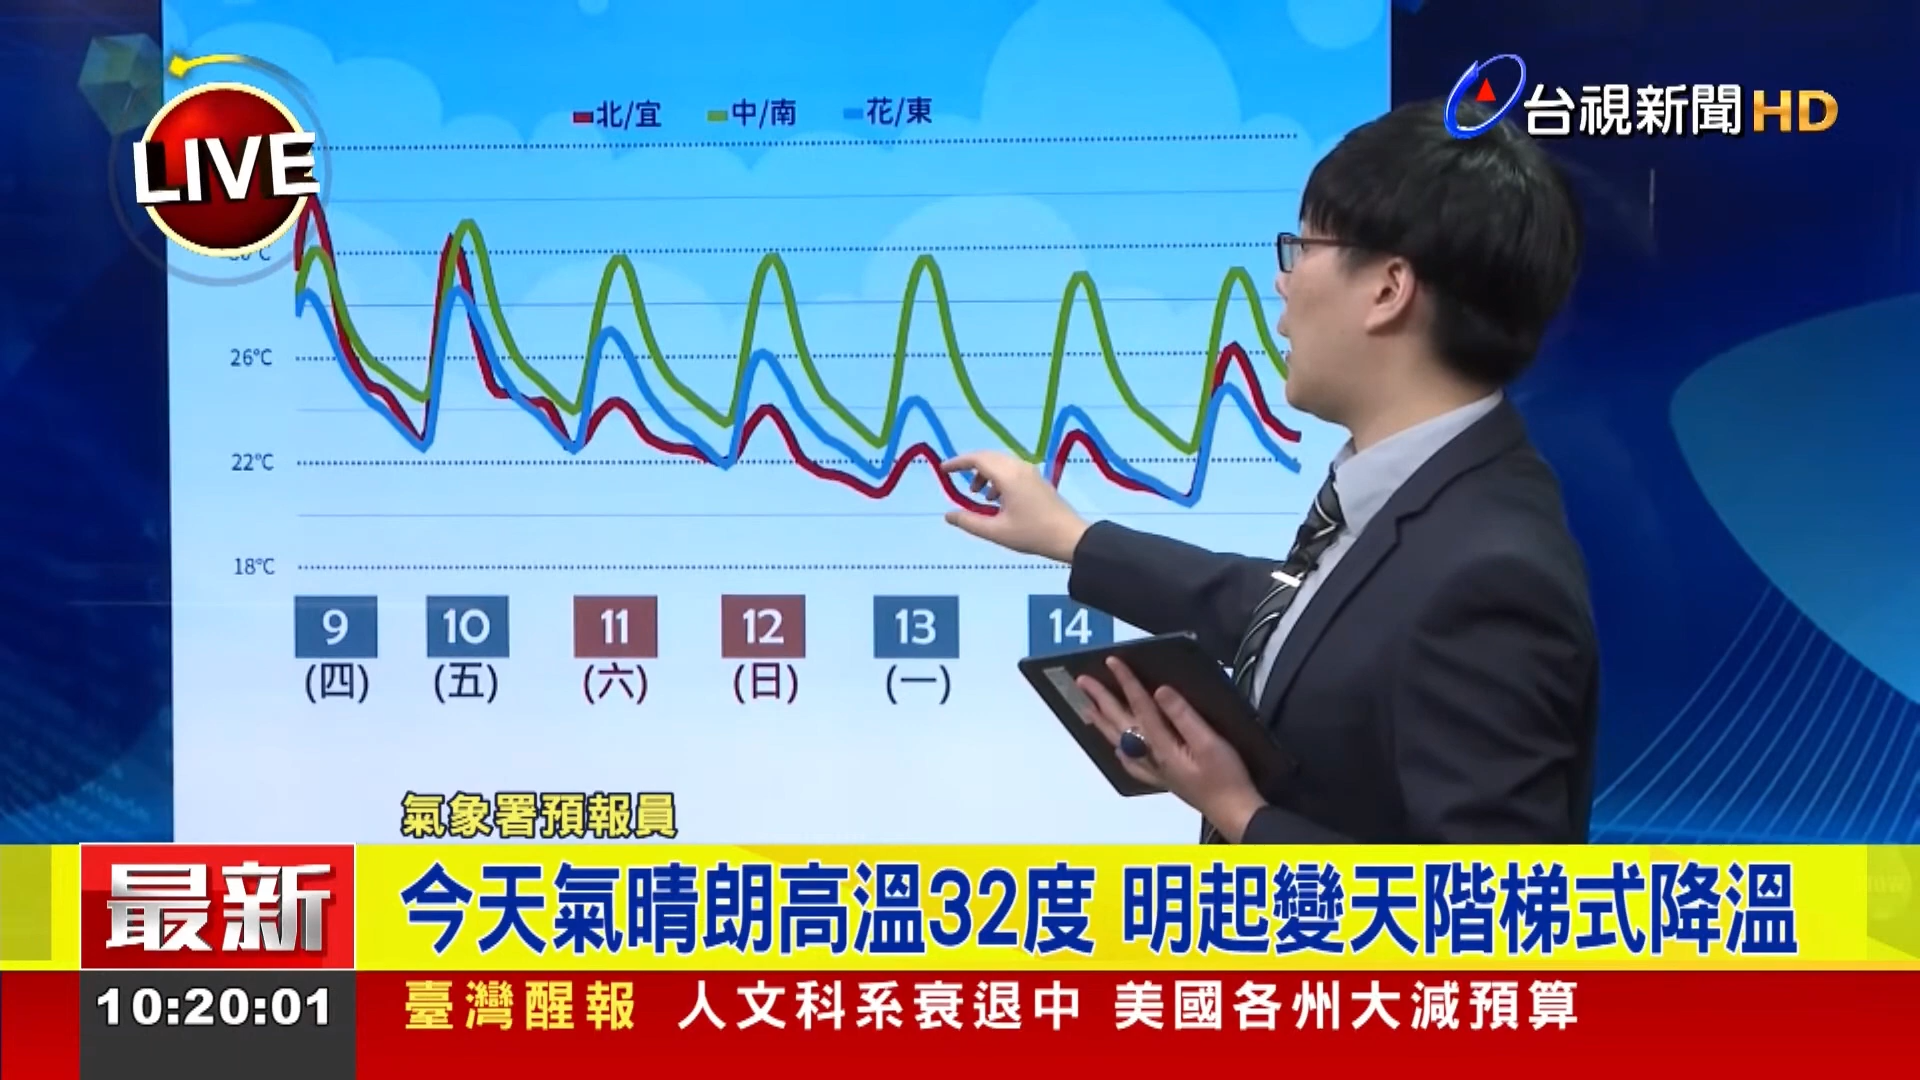 台視新聞HD
LIVE
北/宜 中/南 花/東
26°C
22°C
18°C
9 10 11 12 13 14
(四) (五) (六) (日) (一)
氣象署預報員
最新 今天氣晴朗高溫32度 明起變天階梯式降溫
10:20:01 臺灣醒報 人文科系衰退中 美國各州大減預算